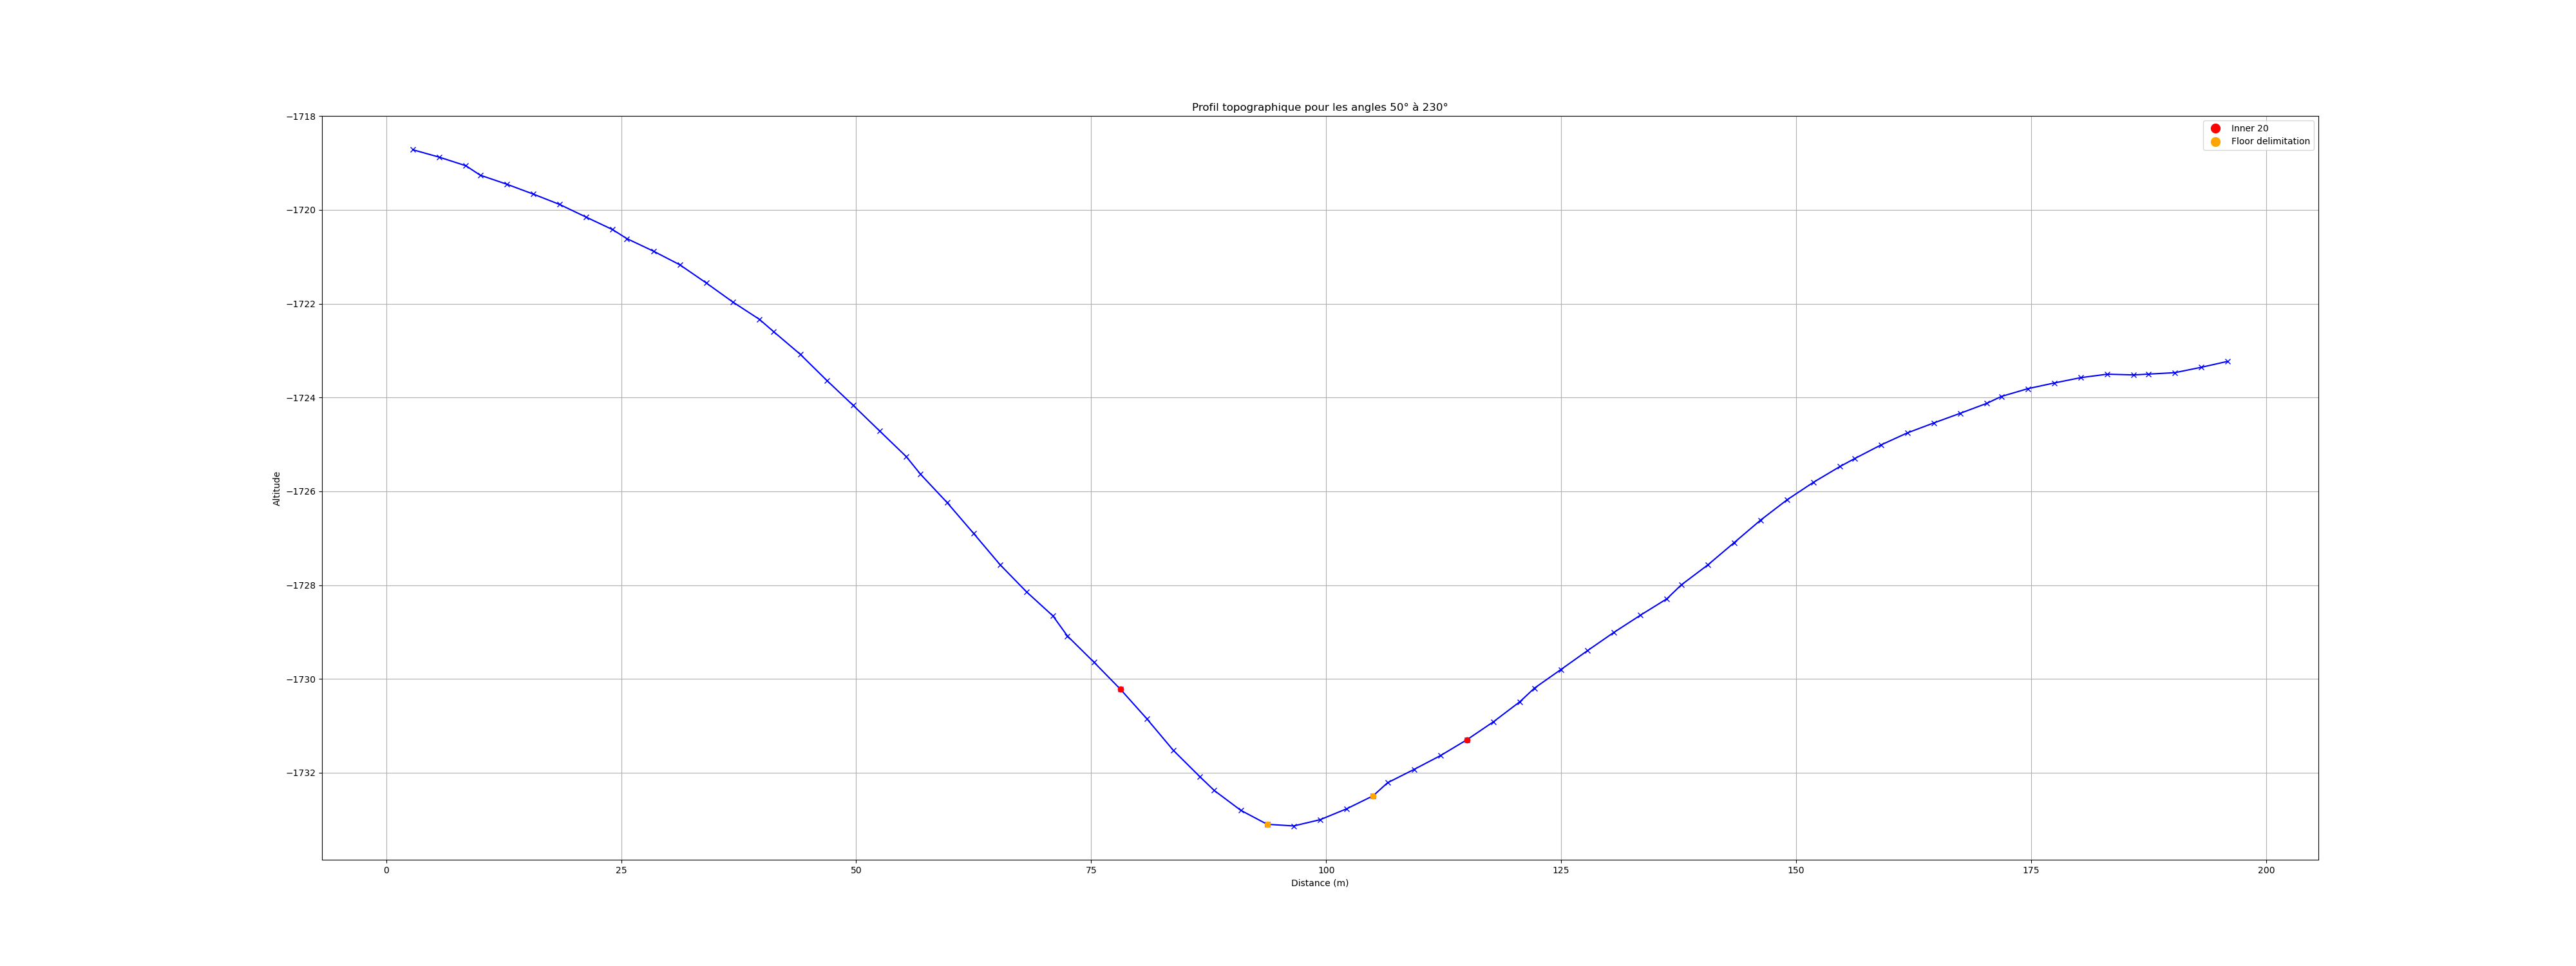 Profil topographique pour les angles 50° à 230°
Inner 20
Floor delimitation
Altitude
−1718
−1720
−1722
−1724
−1726
−1728
−1730
−1732
0 25 50 75 100 125 150 175 200
Distance (m)